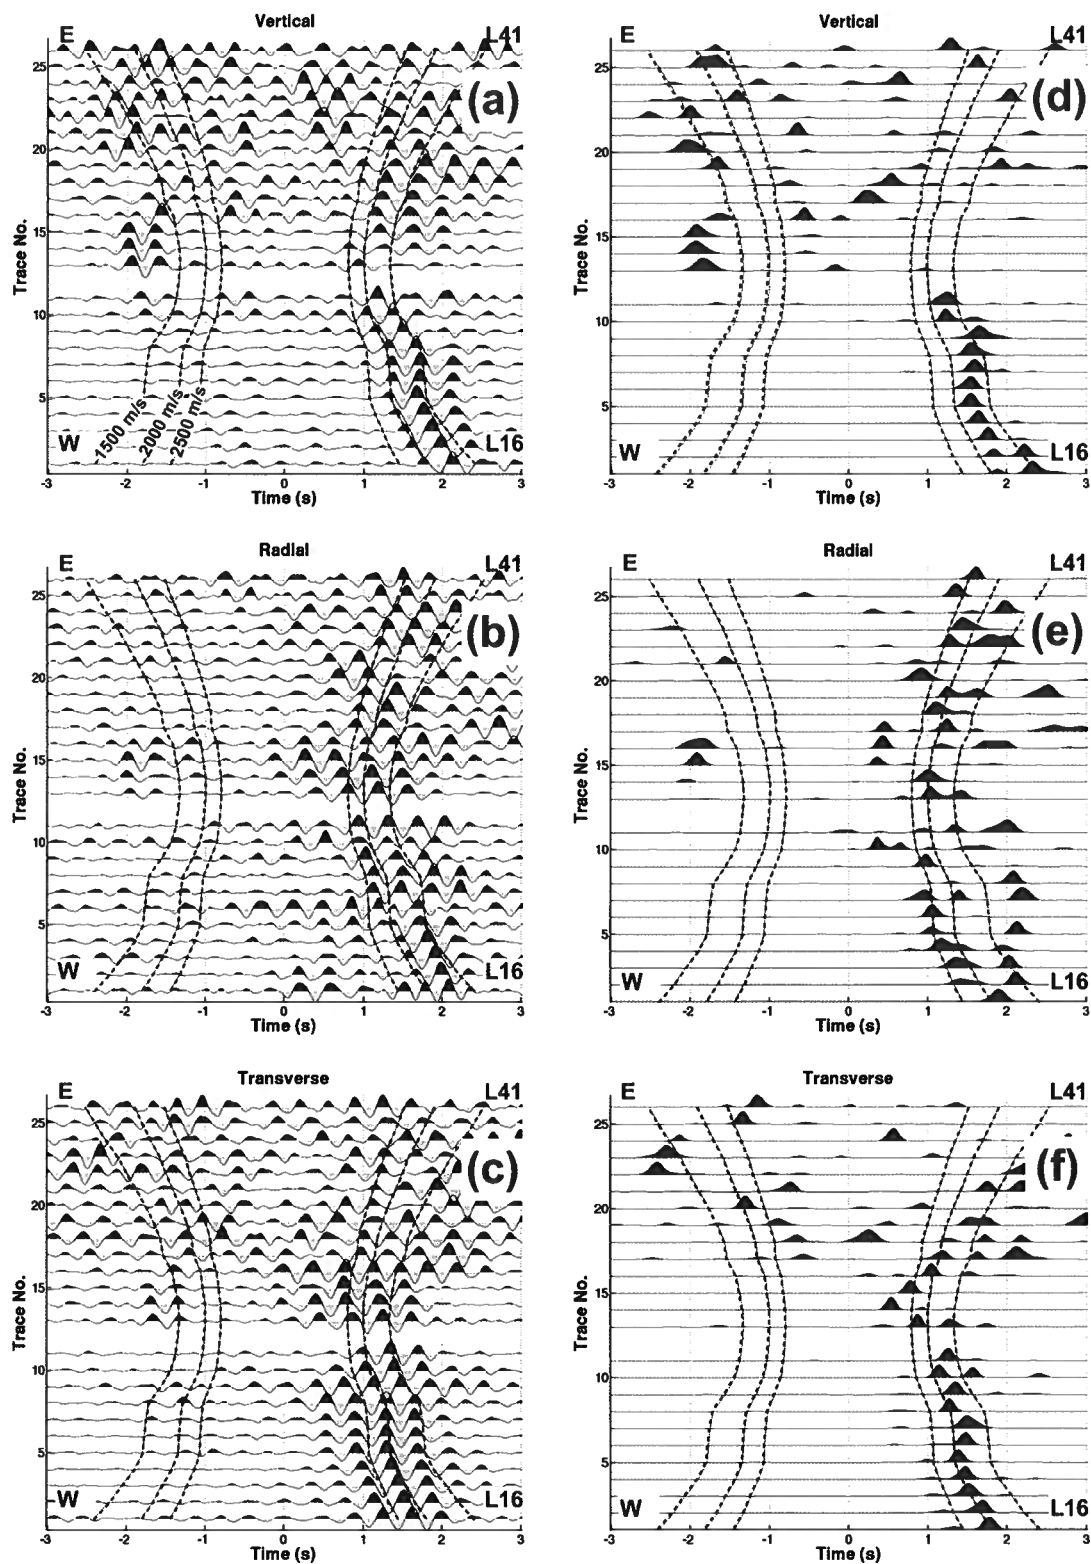 Vertical
E
L41
(a)
25
20
15
10
5
Trace No.
1500 m/s
2000 m/s
2500 m/s
W
L16
-3 -2 -1 0 1 2 3
Time (s)
Vertical
E
L41
(d)
25
20
15
10
5
Trace No.
W
L16
-3 -2 -1 0 1 2 3
Time (s)
Radial
E
L41
(b)
25
20
15
10
5
Trace No.
W
L16
-3 -2 -1 0 1 2 3
Time (s)
Radial
E
L41
(e)
25
20
15
10
5
Trace No.
W
L16
-3 -2 -1 0 1 2 3
Time (s)
Transverse
E
L41
(c)
25
20
15
10
5
Trace No.
W
L16
-3 -2 -1 0 1 2 3
Time (s)
Transverse
E
L41
(f)
25
20
15
10
5
Trace No.
W
L16
-3 -2 -1 0 1 2 3
Time (s)